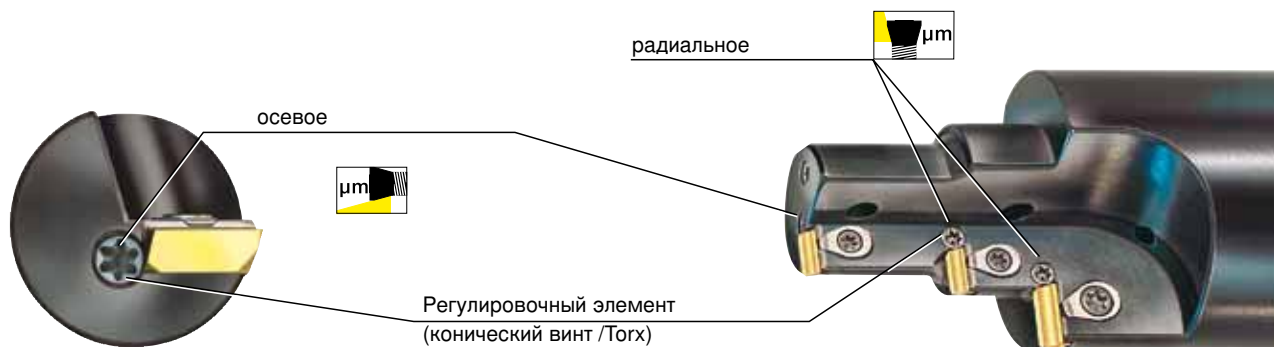 радиальное
µm
осевое
µm
Регулировочный элемент
(конический винт /Torx)